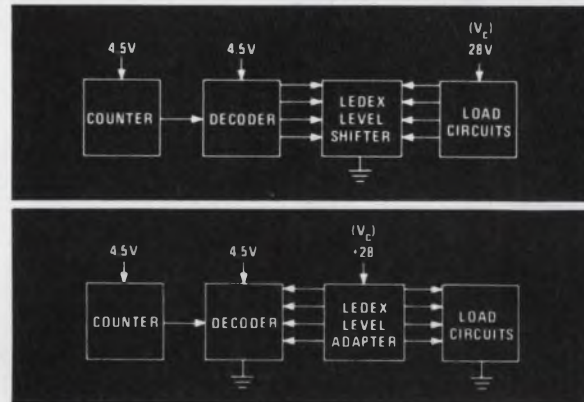 (Vc)
4.5V 4.5V 28V
COUNTER DECODER LEDEX LEVEL SHIFTER LOAD CIRCUITS
(Vc)
4.5V 4.5V +28
COUNTER DECODER LEDEX LEVEL ADAPTER LOAD CIRCUITS